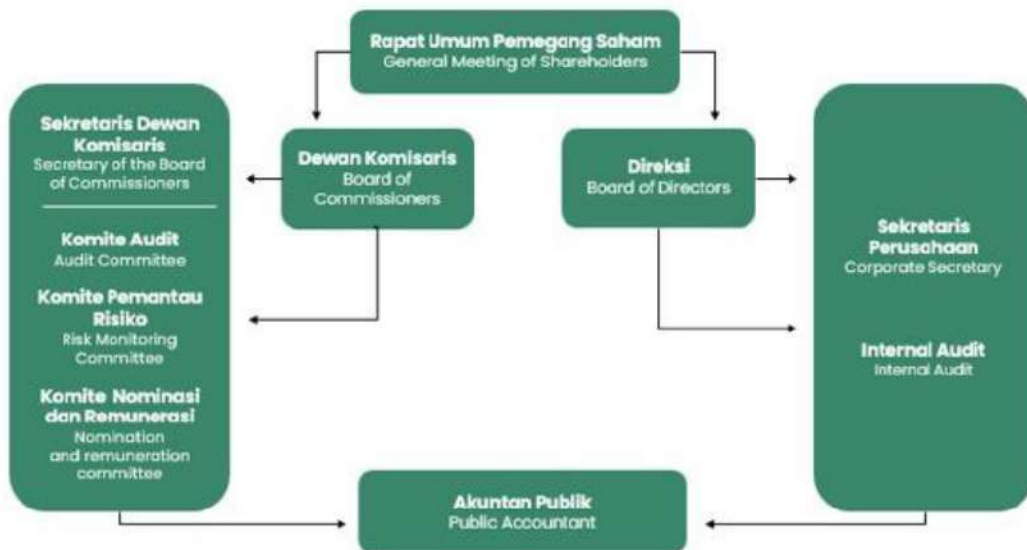 Rapat Umum Pemegang Saham
General Meeting of Shareholders
Sekretaris Dewan
Komisaris
Secretary of the Board
of Commissioners
Komite Audit
Audit Committee
Komite Pemantau
Risiko
Risk Monitoring
Committee
Komite Nominasi
dan Remunerasi
Nomination
and remuneration
committee
Dewan Komisaris
Board of
Commissioners
Direksi
Board of Directors
Sekretaris
Perusahaan
Corporate Secretary
Internal Audit
Internal Audit
Akuntan Publik
Public Accountant